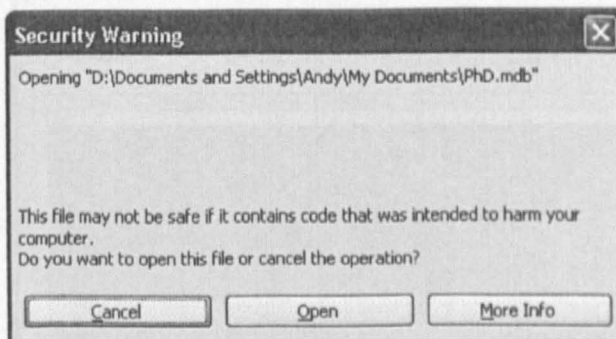 Security Warning
Opening "D:\Documents and Settings\Andy\My Documents\PhD.mdb"
This file may not be safe if it contains code that was intended to harm your
computer.
Do you want to open this file or cancel the operation?
Cancel Open More Info